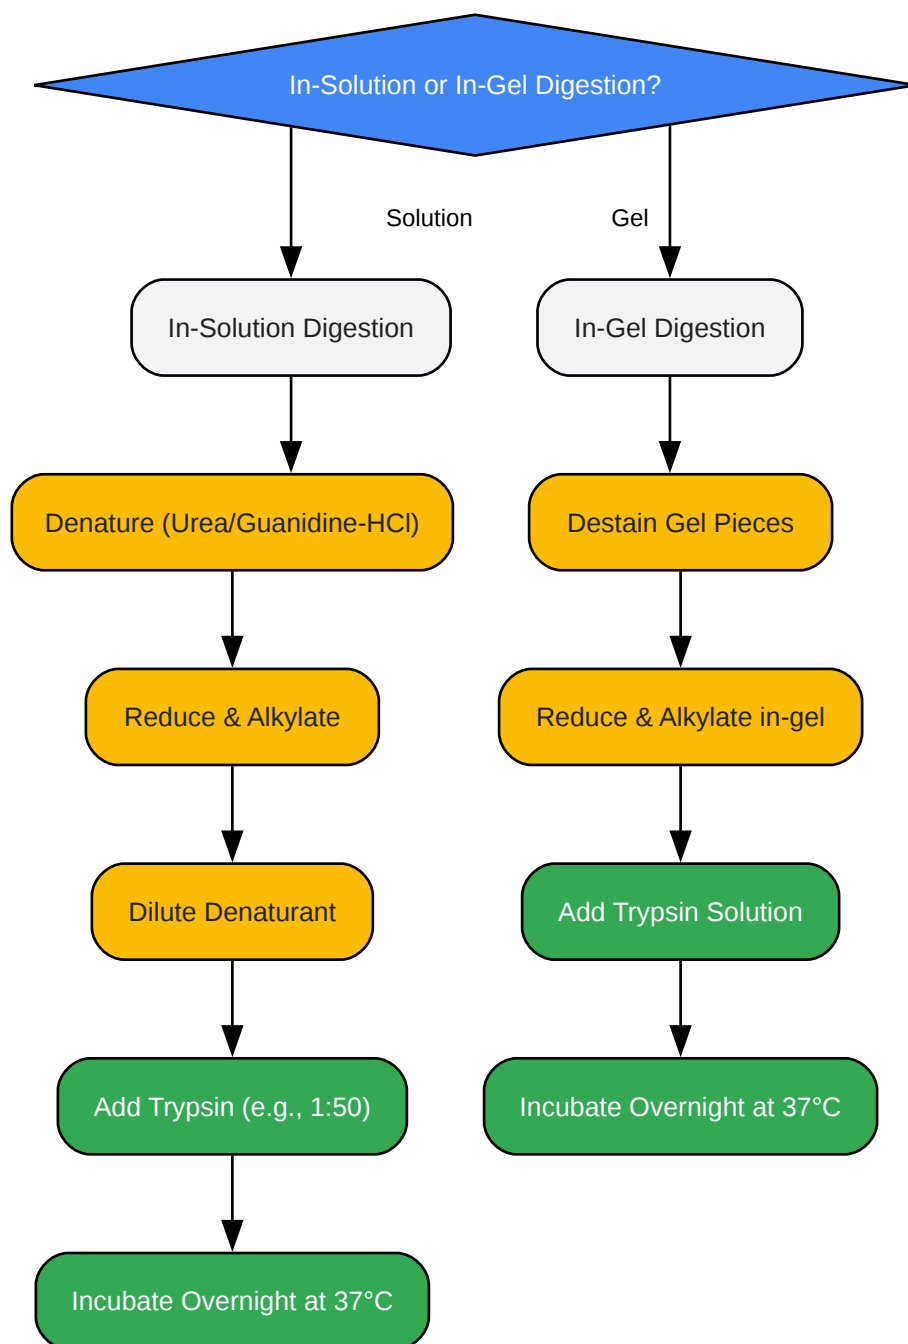 In-Solution or In-Gel Digestion?
Solution
Gel
In-Solution Digestion
In-Gel Digestion
Denature (Urea/Guanidine-HCl)
Destain Gel Pieces
Reduce & Alkylate
Reduce & Alkylate in-gel
Dilute Denaturant
Add Trypsin Solution
Add Trypsin (e.g., 1:50)
Incubate Overnight at 37°C
Incubate Overnight at 37°C